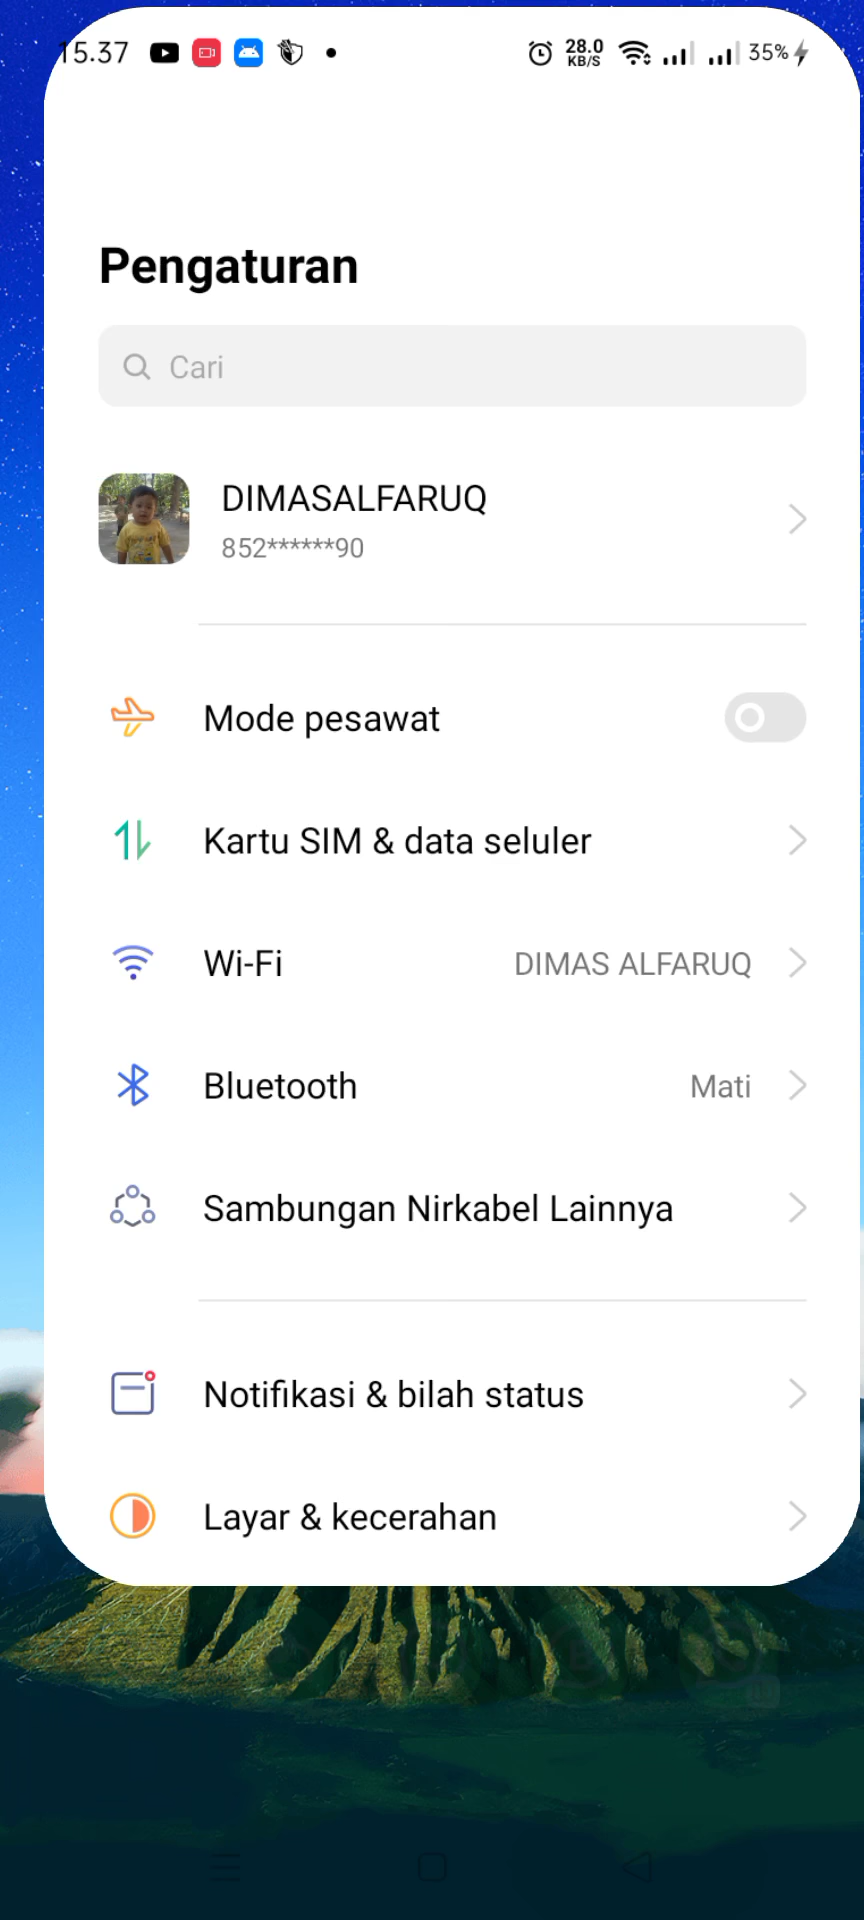 15.37
28.0
KB/S
35%
Pengaturan
Cari
DIMASALFARUQ
852******90
Mode pesawat
Kartu SIM & data seluler
Wi-Fi DIMAS ALFARUQ
Bluetooth Mati
Sambungan Nirkabel Lainnya
Notifikasi & bilah status
Layar & kecerahan